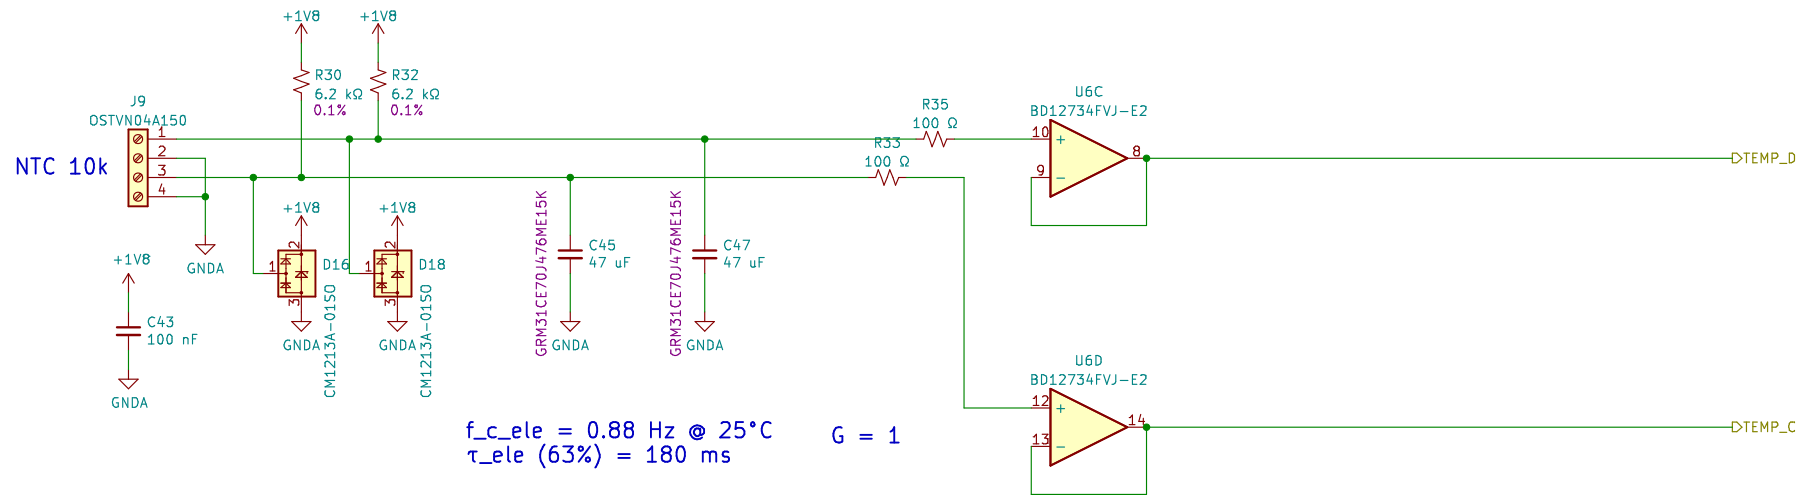 +1V8
+1V8
R30
6.2 kΩ
0.1%
R32
6.2 kΩ
0.1%
J9
OSTVN04A150
1
2
3
4
NTC 10k
GNDA
+1V8
C43
100 nF
GNDA
+1V8
2
1
3
D16
CM1213A-01SO
GNDA
+1V8
2
1
3
D18
CM1213A-01SO
GNDA
GRM31CE70J476ME15K
C45
47 uF
GNDA
GRM31CE70J476ME15K
C47
47 uF
GNDA
R35
100 Ω
R33
100 Ω
U6C
BD12734FVJ-E2
10
+
9
−
8
TEMP_D
U6D
BD12734FVJ-E2
12
+
13
−
14
TEMP_C
f_c_ele = 0.88 Hz @ 25°C
τ_ele (63%) = 180 ms
G = 1